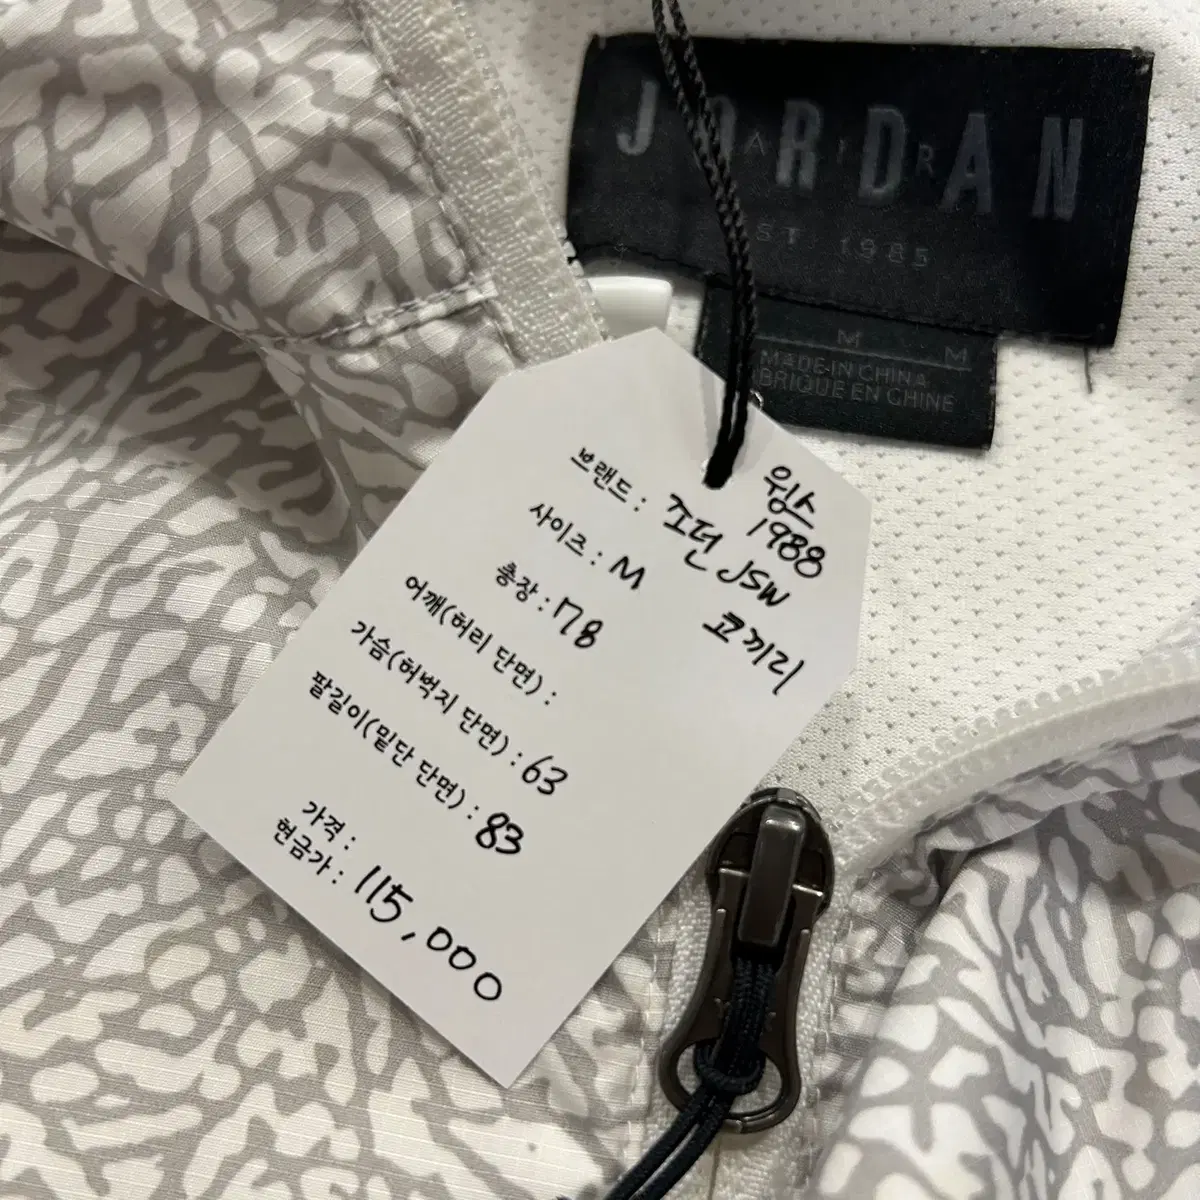 JORDAN
AIR
EST 1985
M M
MADE IN CHINA
FABRIQUE EN CHINE
윙스
1988
브랜드 : 조던 JSW
코끼리
사이즈 : M
총장 : 78
어깨(허리 단면) :
가슴(허벅지 단면) : 63
팔길이(밑단 단면) : 83
가격 :
현금가 : 115,000